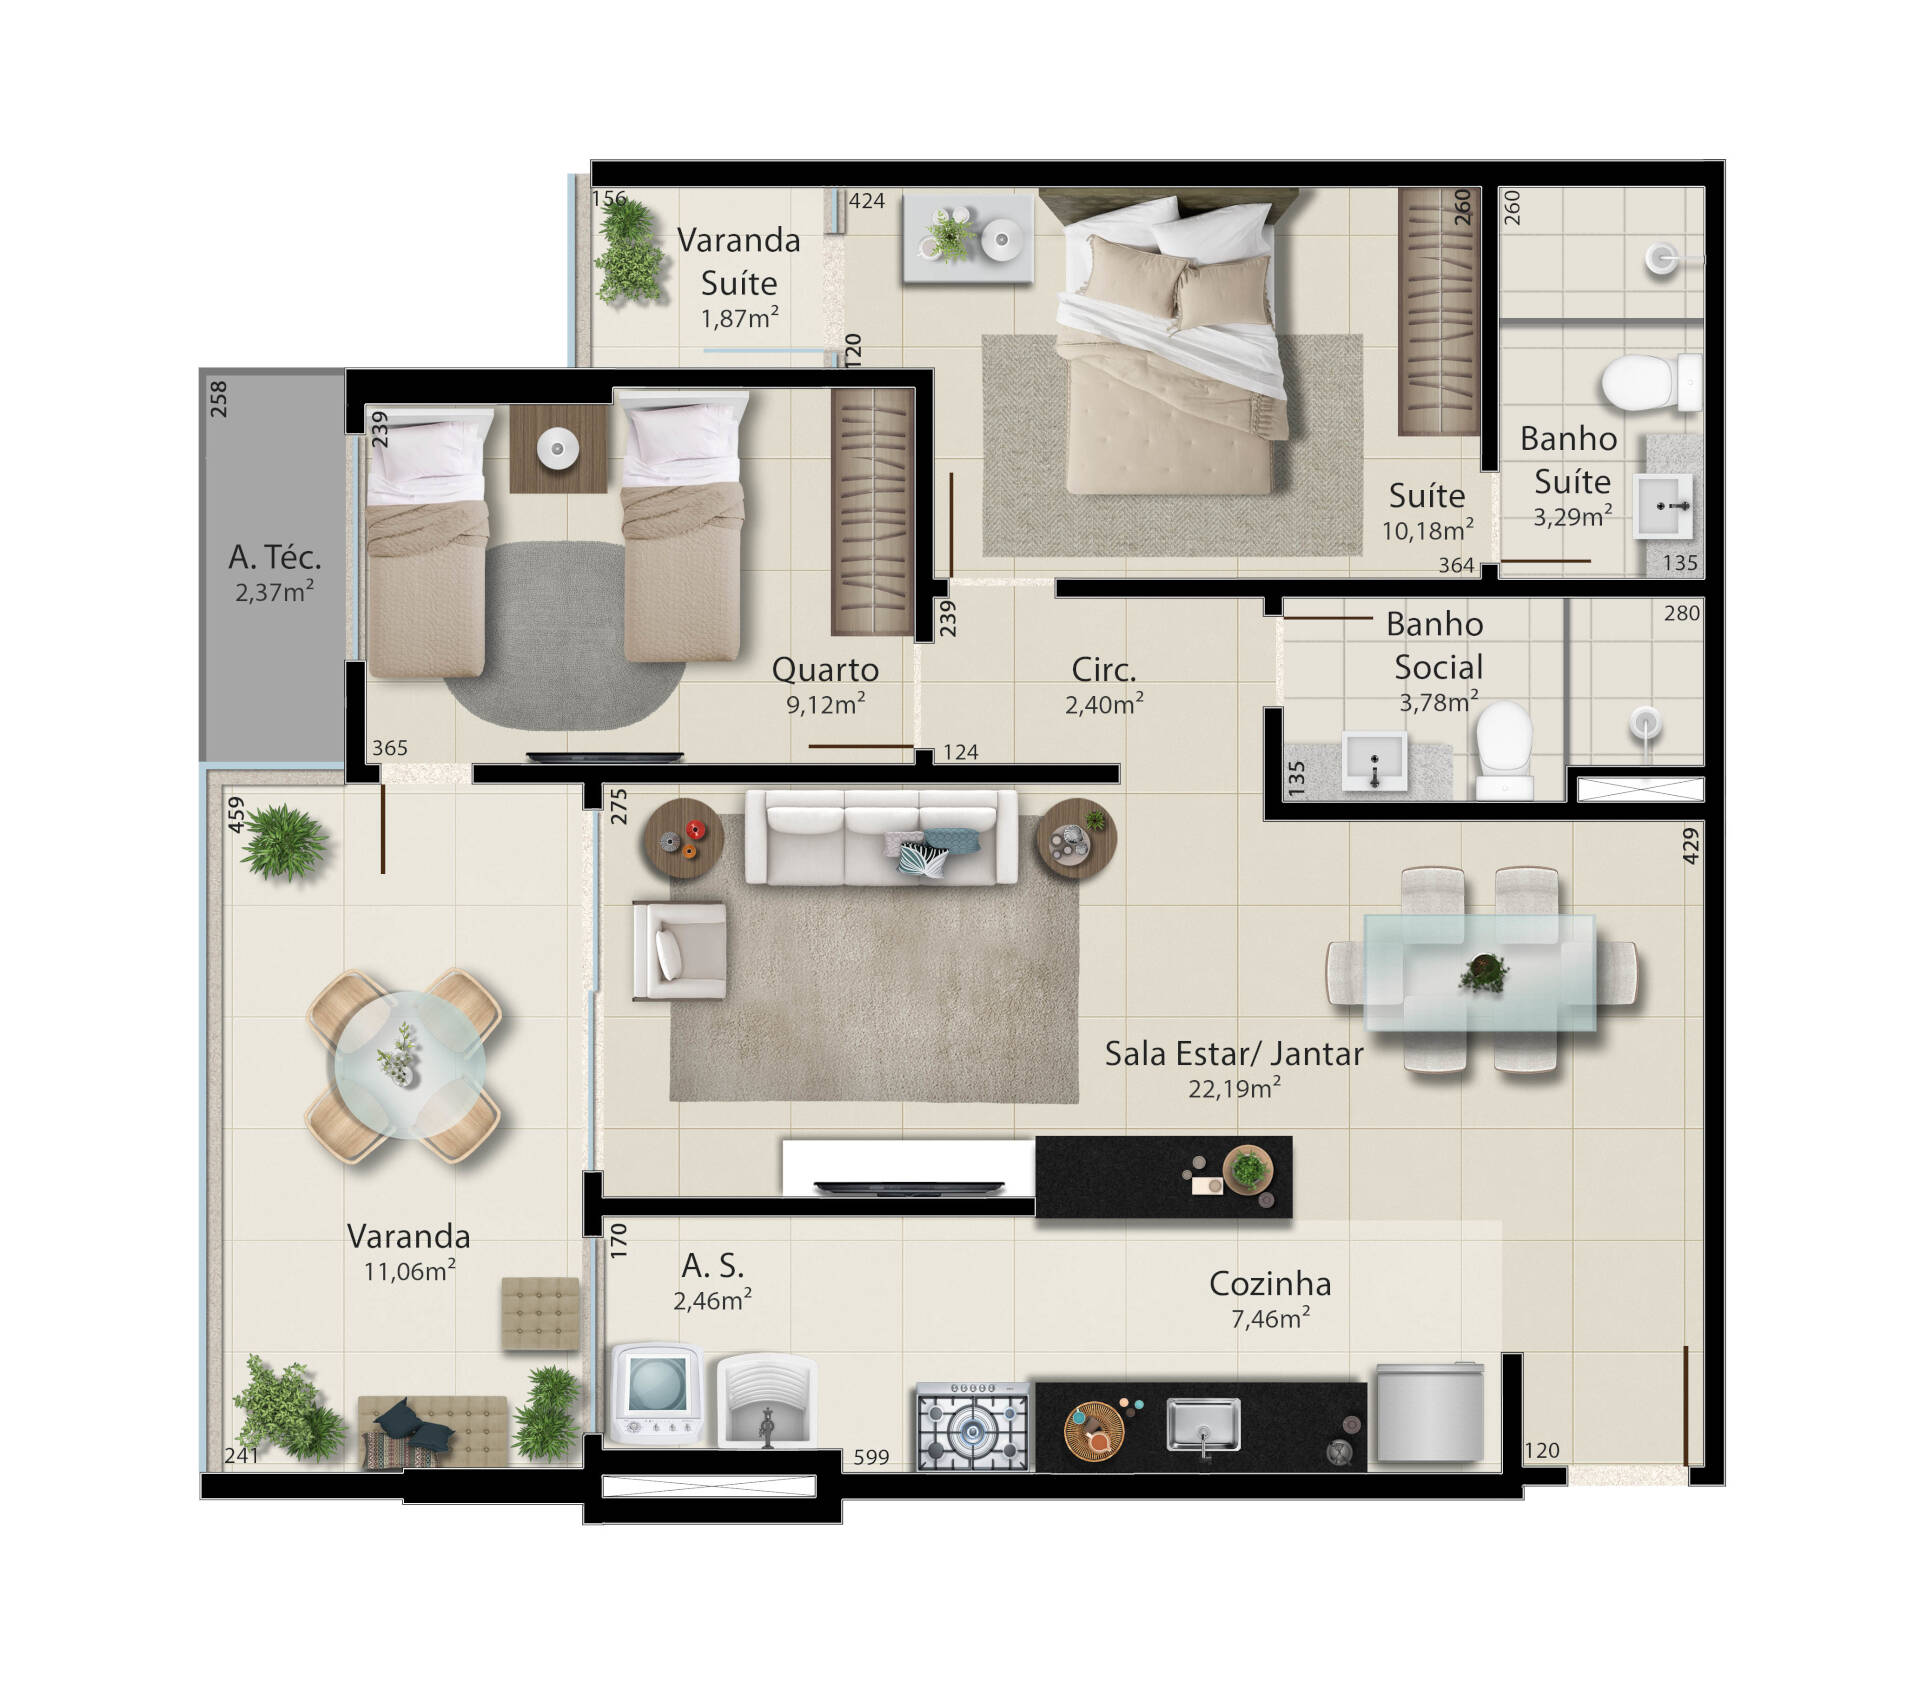 156
Varanda
Suíte
1,87m²
424
120
260
260
Banho
Suíte
3,29m²
135
Suíte
10,18m²
364
258
A. Téc.
2,37m²
239
Quarto
9,12m²
365
239
Circ.
2,40m²
124
Banho
Social
3,78m²
280
135
459
275
429
Sala Estar/ Jantar
22,19m²
Varanda
11,06m²
241
170
A. S.
2,46m²
Cozinha
7,46m²
599
120